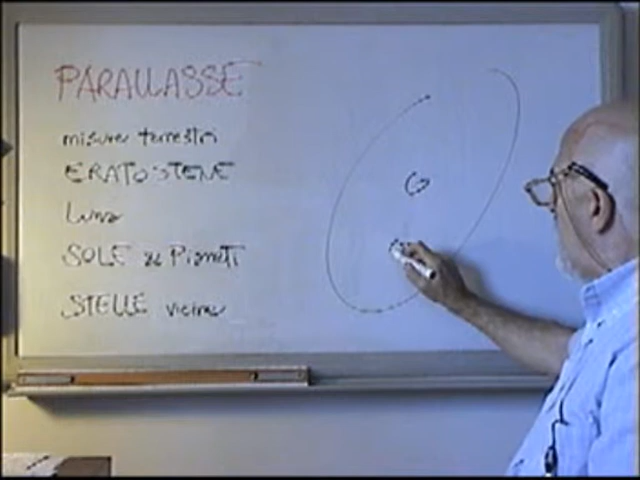 PARALLASSE
misure terrestri
ERATOSTENE
Luna
SOLE e Pianeti
STELLE vicine